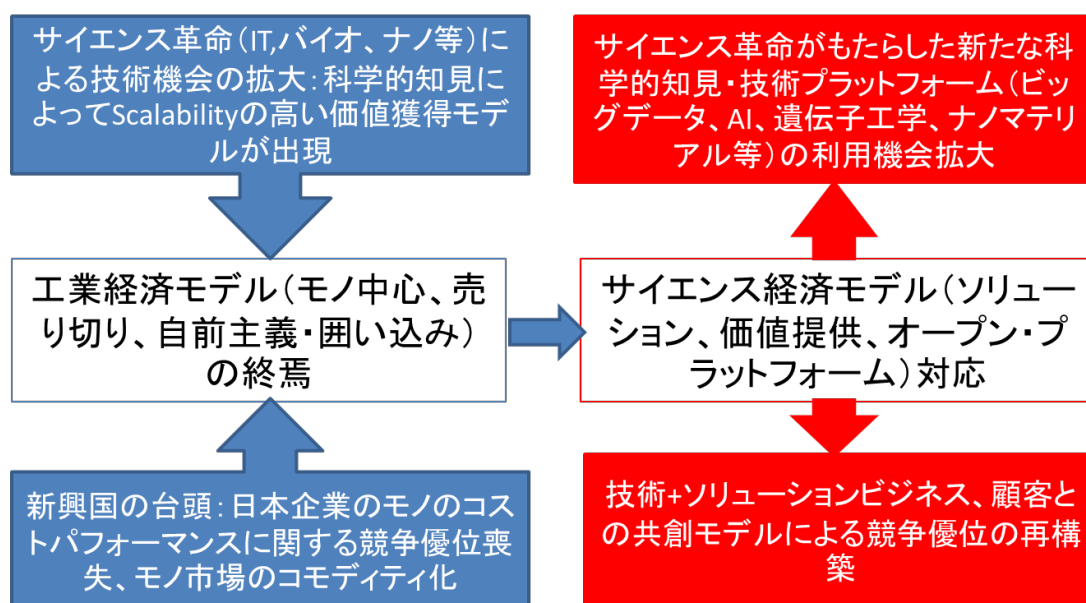 サイエンス革命（IT,バイオ、ナノ等）に
よる技術機会の拡大：科学的知見に
よってScalabilityの高い価値獲得モデ
ルが出現
サイエンス革命がもたらした新たな科
学的知見・技術プラットフォーム（ビッ
グデータ、AI、遺伝子工学、ナノマテリ
アル等）の利用機会拡大
工業経済モデル（モノ中心、売
り切り、自前主義・囲い込み）
の終焉
サイエンス経済モデル（ソリュー
ション、価値提供、オープン・プ
ラットフォーム）対応
新興国の台頭：日本企業のモノのコス
トパフォーマンスに関する競争優位喪
失、モノ市場のコモディティ化
技術+ソリューションビジネス、顧客と
の共創モデルによる競争優位の再構
築